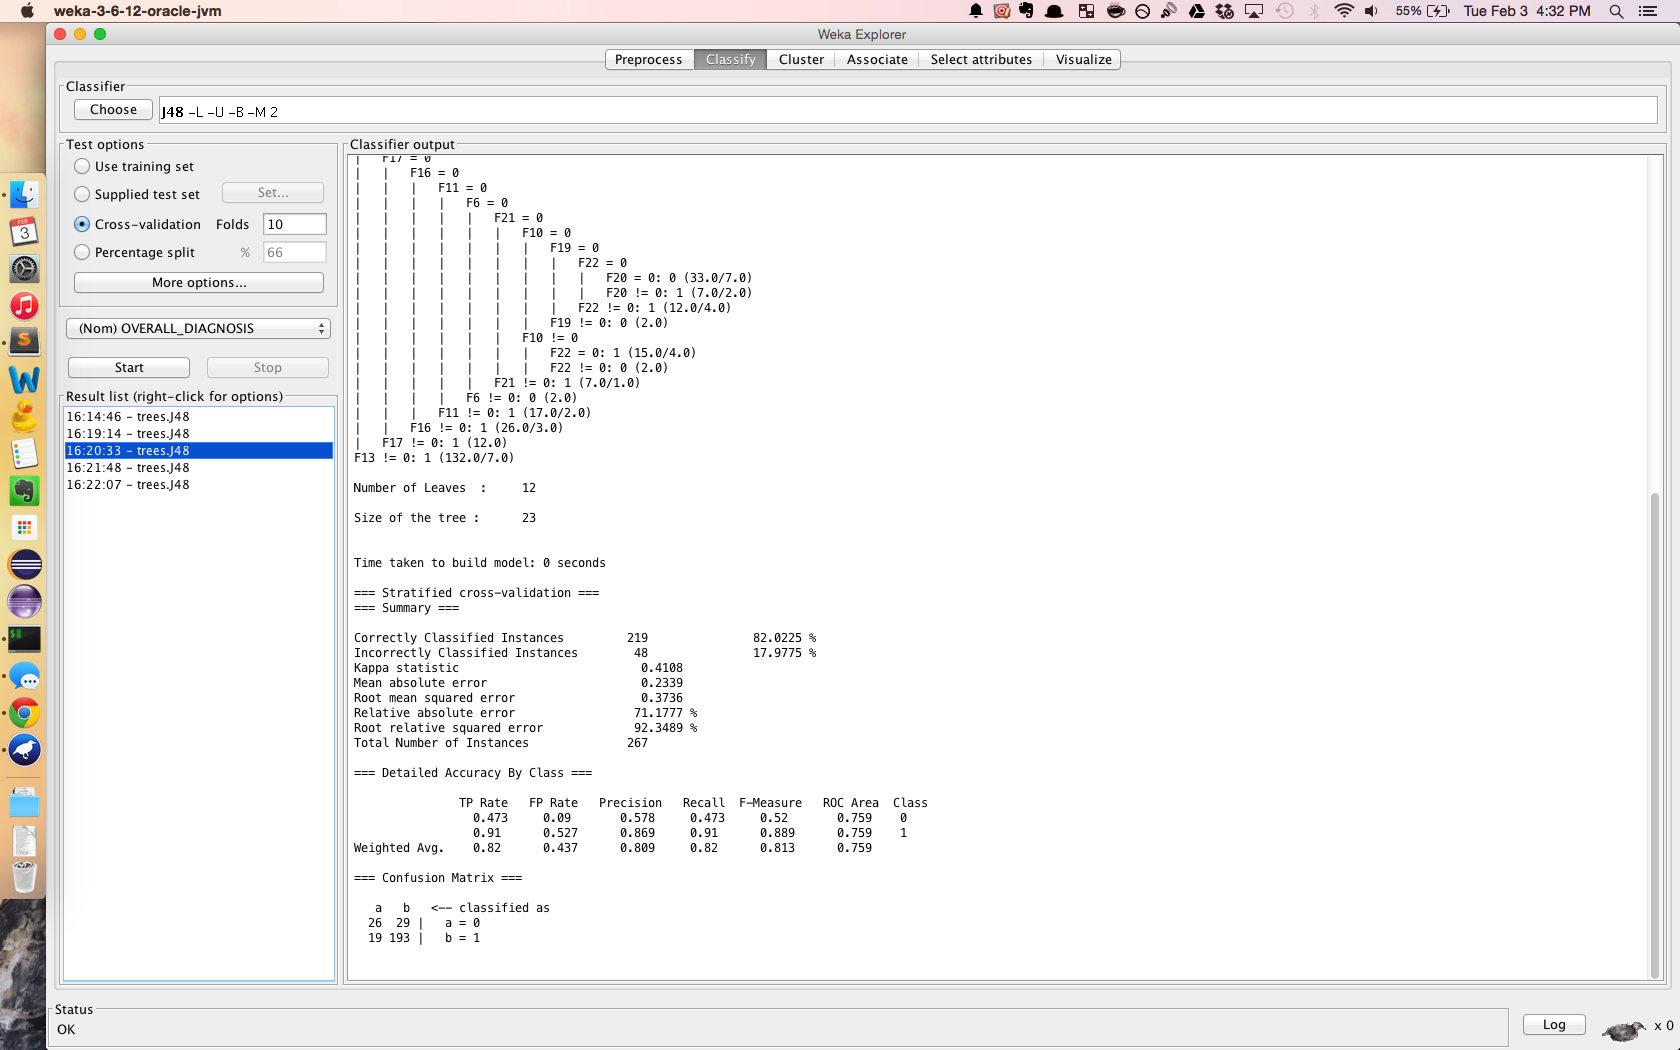 weka-3-6-12-oracle-jvm 55% Tue Feb 3 4:32 PM
Weka Explorer
Preprocess Classify Cluster Associate Select attributes Visualize
Classifier
Choose J48 -L -U -B -M 2
Test options
Use training set
Supplied test set Set...
Cross-validation Folds 10
Percentage split % 66
More options...
(Nom) OVERALL_DIAGNOSIS
Start Stop
Result list (right-click for options)
16:14:46 - trees.J48
16:19:14 - trees.J48
16:20:33 - trees.J48
16:21:48 - trees.J48
16:22:07 - trees.J48
Classifier output
| F17 = 0
| | F16 = 0
| | | F11 = 0
| | | | F6 = 0
| | | | | F21 = 0
| | | | | | F10 = 0
| | | | | | | F19 = 0
| | | | | | | | F22 = 0
| | | | | | | | | F20 = 0: 0 (33.0/7.0)
| | | | | | | | | F20 != 0: 1 (7.0/2.0)
| | | | | | | | F22 != 0: 1 (12.0/4.0)
| | | | | | | F19 != 0: 0 (2.0)
| | | | | | F10 != 0
| | | | | | | F22 = 0: 1 (15.0/4.0)
| | | | | | | F22 != 0: 0 (2.0)
| | | | | F21 != 0: 1 (7.0/1.0)
| | | | F6 != 0: 0 (2.0)
| | | F11 != 0: 1 (17.0/2.0)
| | F16 != 0: 1 (26.0/3.0)
| F17 != 0: 1 (12.0)
F13 != 0: 1 (132.0/7.0)
Number of Leaves : 12
Size of the tree : 23
Time taken to build model: 0 seconds
=== Stratified cross-validation ===
=== Summary ===
Correctly Classified Instances 219 82.0225 %
Incorrectly Classified Instances 48 17.9775 %
Kappa statistic 0.4108
Mean absolute error 0.2339
Root mean squared error 0.3736
Relative absolute error 71.1777 %
Root relative squared error 92.3489 %
Total Number of Instances 267
=== Detailed Accuracy By Class ===
TP Rate FP Rate Precision Recall F-Measure ROC Area Class
0.473 0.09 0.578 0.473 0.52 0.759 0
0.91 0.527 0.869 0.91 0.889 0.759 1
Weighted Avg. 0.82 0.437 0.809 0.82 0.813 0.759
=== Confusion Matrix ===
a b <-- classified as
26 29 | a = 0
19 193 | b = 1
Status
OK
Log x 0
FEB
3